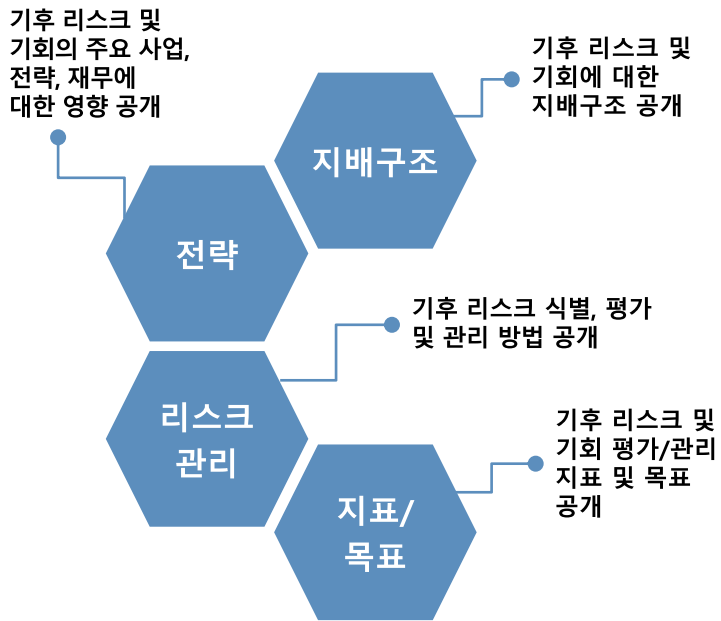 기후 리스크 및
기회의 주요 사업,
전략, 재무에
대한 영향 공개
기후 리스크 및
기회에 대한
지배구조 공개
지배구조
전략
기후 리스크 식별, 평가
및 관리 방법 공개
리스크
관리
기후 리스크 및
기회 평가/관리
지표 및 목표
공개
지표/
목표